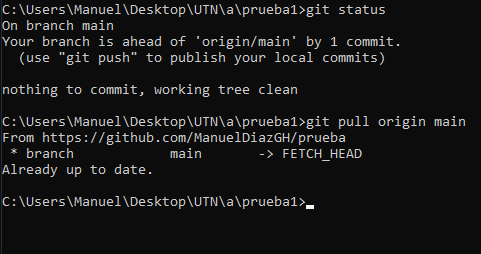 C:\Users\Manuel\Desktop\UTN\a\prueba1>git status
On branch main
Your branch is ahead of 'origin/main' by 1 commit.
  (use "git push" to publish your local commits)
nothing to commit, working tree clean
C:\Users\Manuel\Desktop\UTN\a\prueba1>git pull origin main
From https://github.com/ManuelDiazGH/prueba
 * branch            main       -> FETCH_HEAD
Already up to date.
C:\Users\Manuel\Desktop\UTN\a\prueba1>